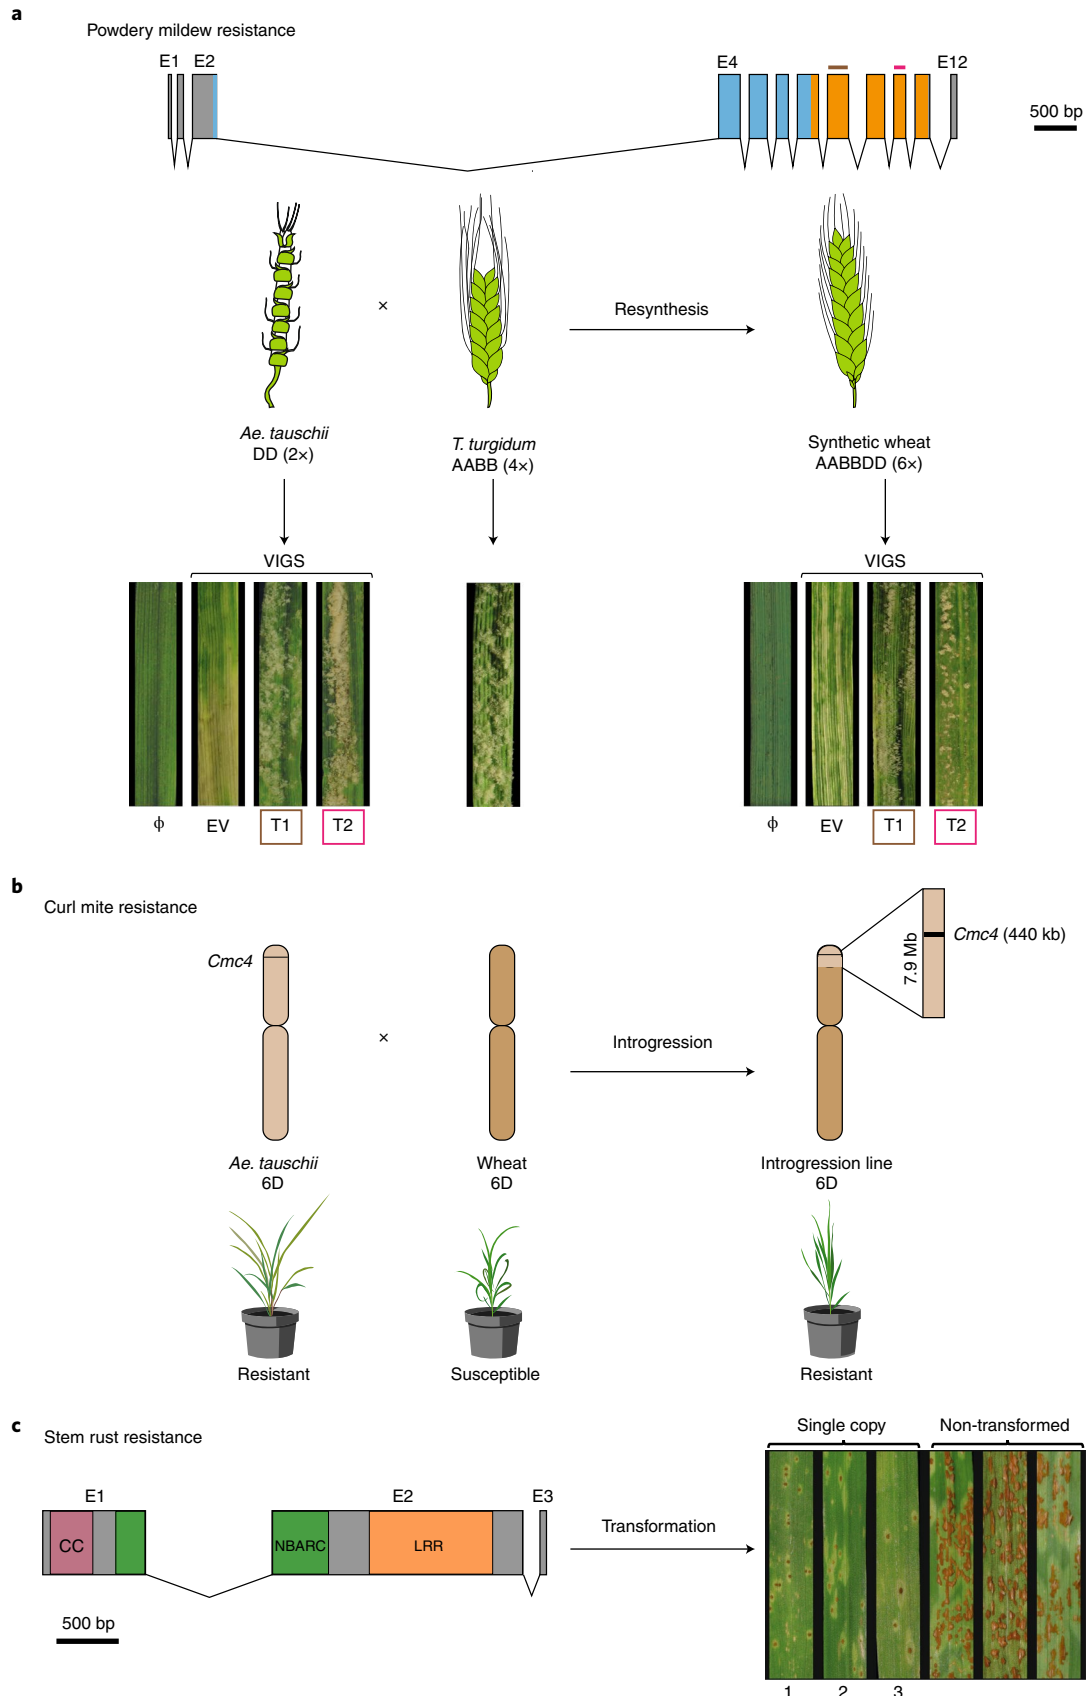 a
Powdery mildew resistance
E1 E2 E4 E12
500 bp
×
Resynthesis
Ae. tauschii
DD (2×)
T. turgidum
AABB (4×)
Synthetic wheat
AABBDD (6×)
VIGS
VIGS
ϕ EV T1 T2
ϕ EV T1 T2
b
Curl mite resistance
Cmc4
×
Introgression
7.9 Mb
Cmc4 (440 kb)
Ae. tauschii
6D
Wheat
6D
Introgression line
6D
Resistant
Susceptible
Resistant
c
Stem rust resistance
E1 E2 E3
CC NBARC LRR
500 bp
Transformation
Single copy
Non-transformed
1 2 3